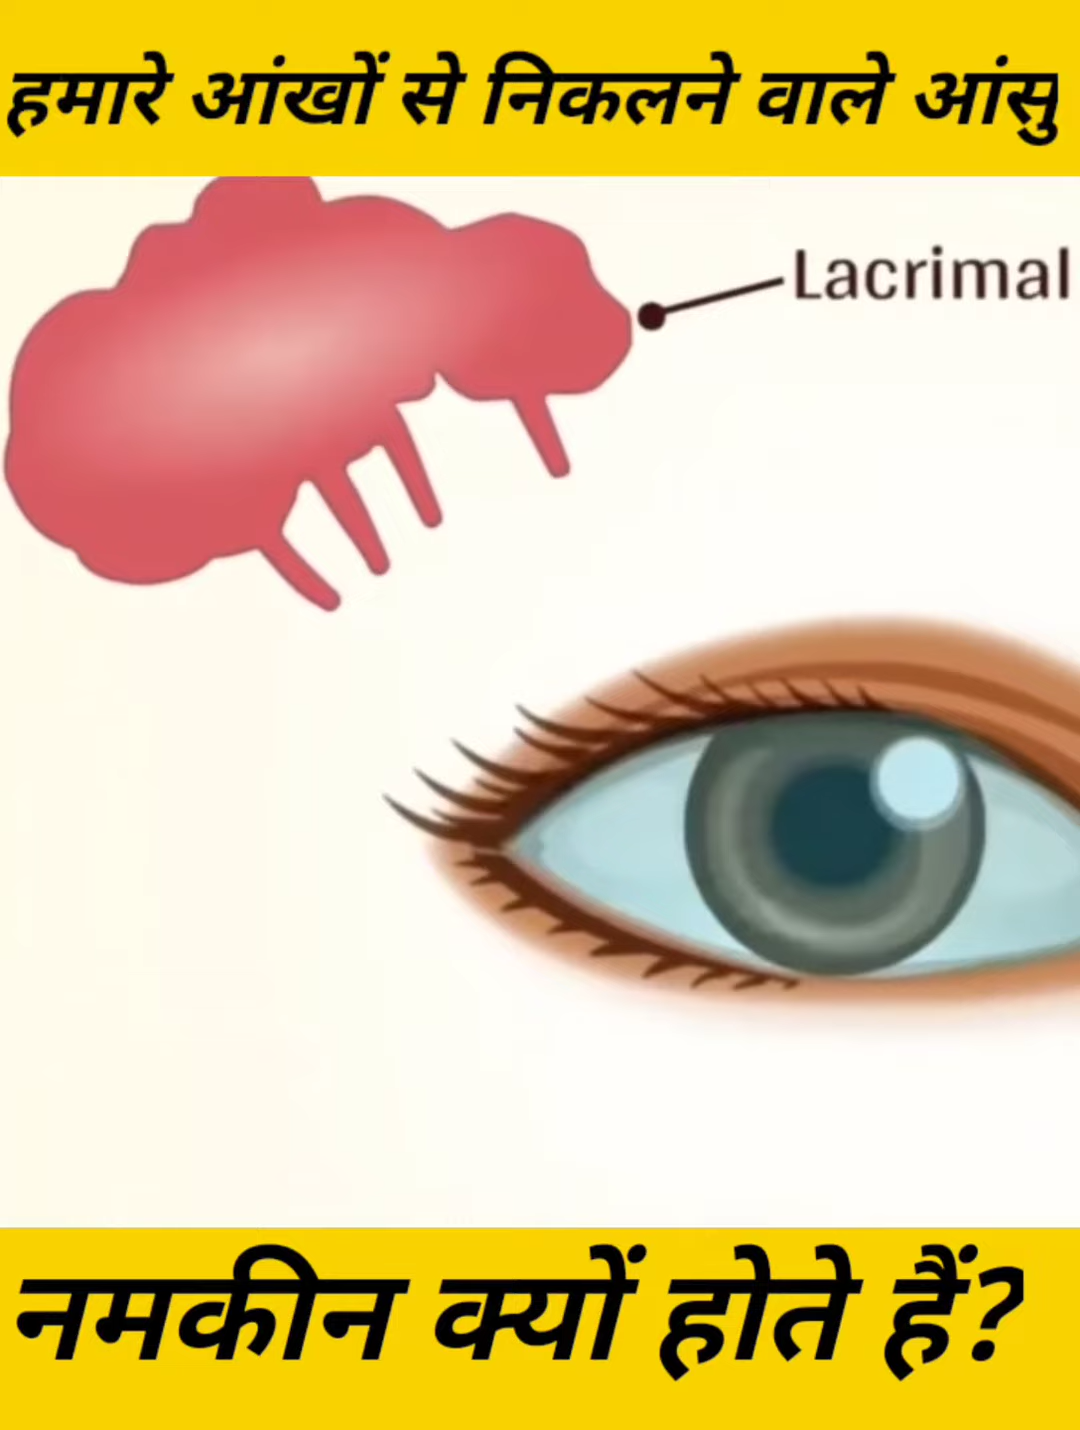 हमारे आंखों से निकलने वाले आंसु
Lacrimal
नमकीन क्यों होते हैं?